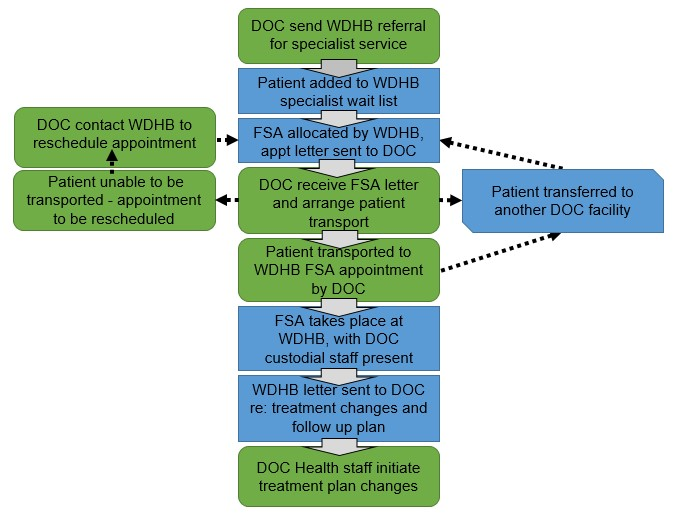 DOC send WDHB referral
for specialist service
Patient added to WDHB
specialist wait list
DOC contact WDHB to
reschedule appointment
FSA allocated by WDHB,
appt letter sent to DOC
Patient unable to be
transported - appointment
to be rescheduled
DOC receive FSA letter
and arrange patient
transport
Patient transferred to
another DOC facility
Patient transported to
WDHB FSA appointment
by DOC
FSA takes place at
WDHB, with DOC
custodial staff present
WDHB letter sent to DOC
re: treatment changes and
follow up plan
DOC Health staff initiate
treatment plan changes